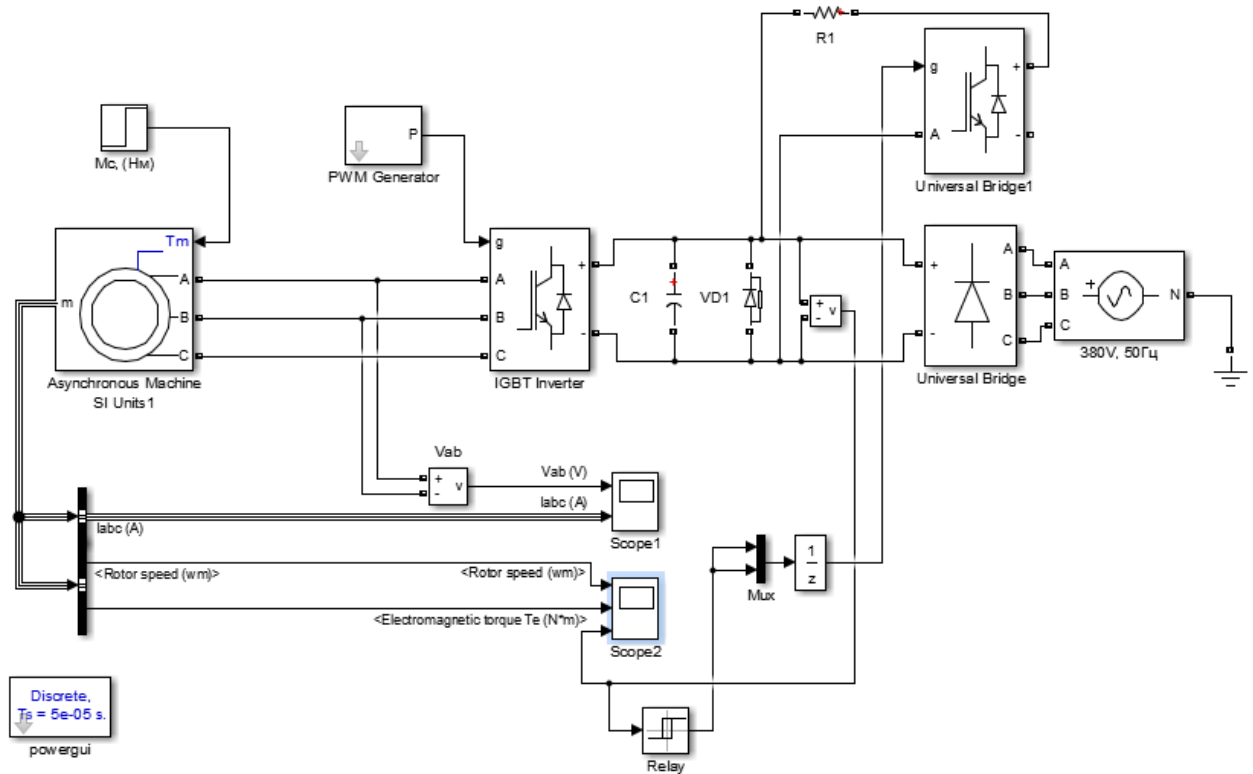 R1
g
+
A
-
Universal Bridge1
Mc, (Нм)
P
PWM Generator
Tm
m
A
B
C
Asynchronous Machine
SI Units1
g
A
B
C
+
-
IGBT Inverter
+
C1
VD1
+
-
v
+
-
A
B
C
Universal Bridge
A
B
C
+
N
380V, 50Гц
Vab
+
-
v
Vab (V)
Iabc (A)
Iabc (A)
Scope1
<Rotor speed (wm)>
<Rotor speed (wm)>
<Electromagnetic torque Te (N*m)>
Scope2
Mux
1
z
Discrete,
Ts = 5e-05 s.
powergui
Relay